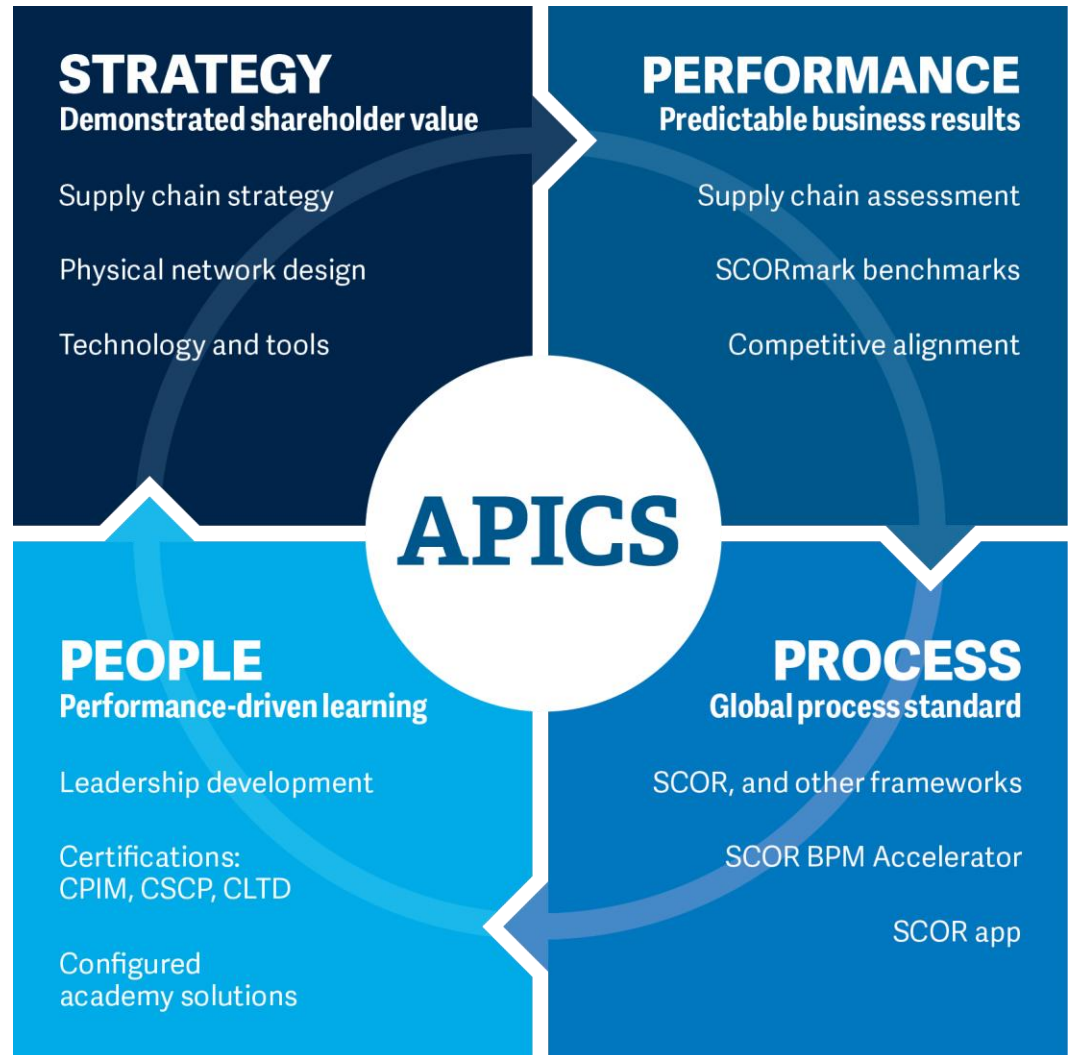 STRATEGY
Demonstrated shareholder value
Supply chain strategy
Physical network design
Technology and tools
PERFORMANCE
Predictable business results
Supply chain assessment
SCORmark benchmarks
Competitive alignment
APICS
PEOPLE
Performance-driven learning
Leadership development
Certifications:
CPIM, CSCP, CLTD
Configured
academy solutions
PROCESS
Global process standard
SCOR, and other frameworks
SCOR BPM Accelerator
SCOR app